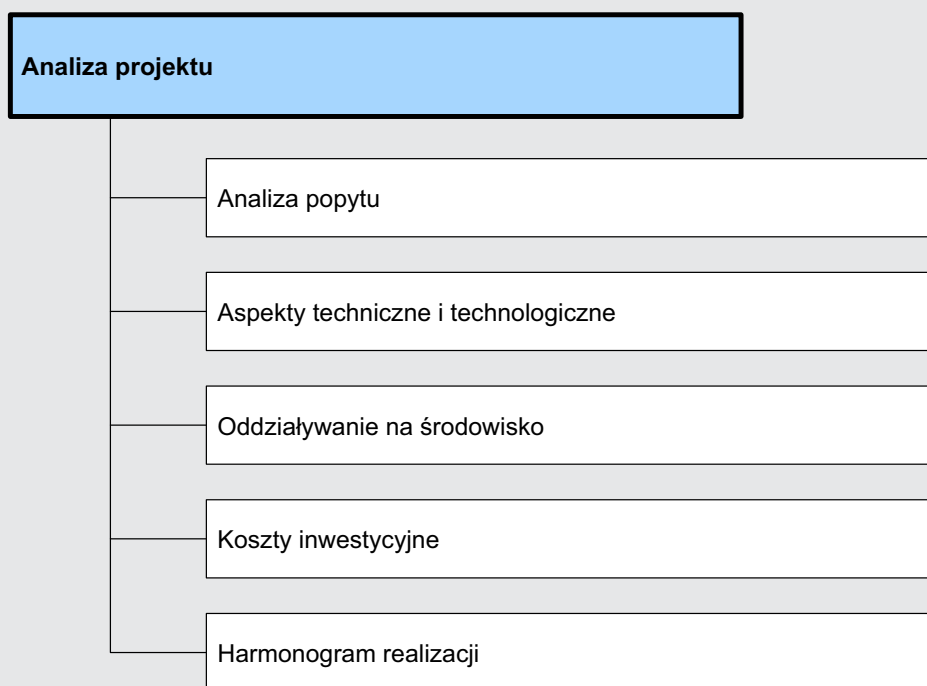 Analiza projektu
Analiza popytu
Aspekty techniczne i technologiczne
Oddziaływanie na środowisko
Koszty inwestycyjne
Harmonogram realizacji